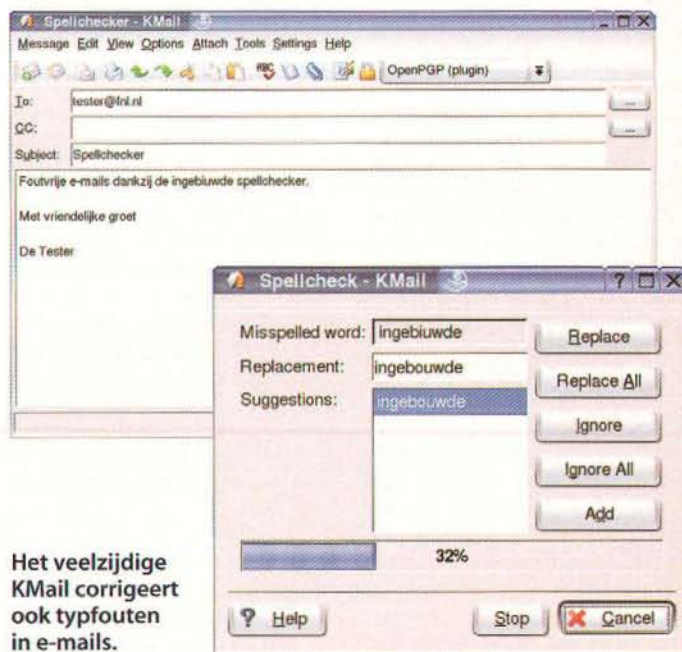 Spellchecker - KMail
Message Edit View Options Attach Tools Settings Help
ABC OpenPGP (plugin)
To: tester@fnl.nl ...
CC: ...
Subject: Spellchecker
Foutvrije e-mails dankzij de ingebiuwde spellchecker.
Met vriendelijke groet
De Tester
Spellcheck - KMail ? X
Misspelled word: ingebiuwde Replace
Replacement: ingebouwde Replace All
Suggestions: ingebouwde
Ignore
Ignore All
Add
32%
? Help Stop Cancel
Het veelzijdige
KMail corrigeert
ook typfouten
in e-mails.